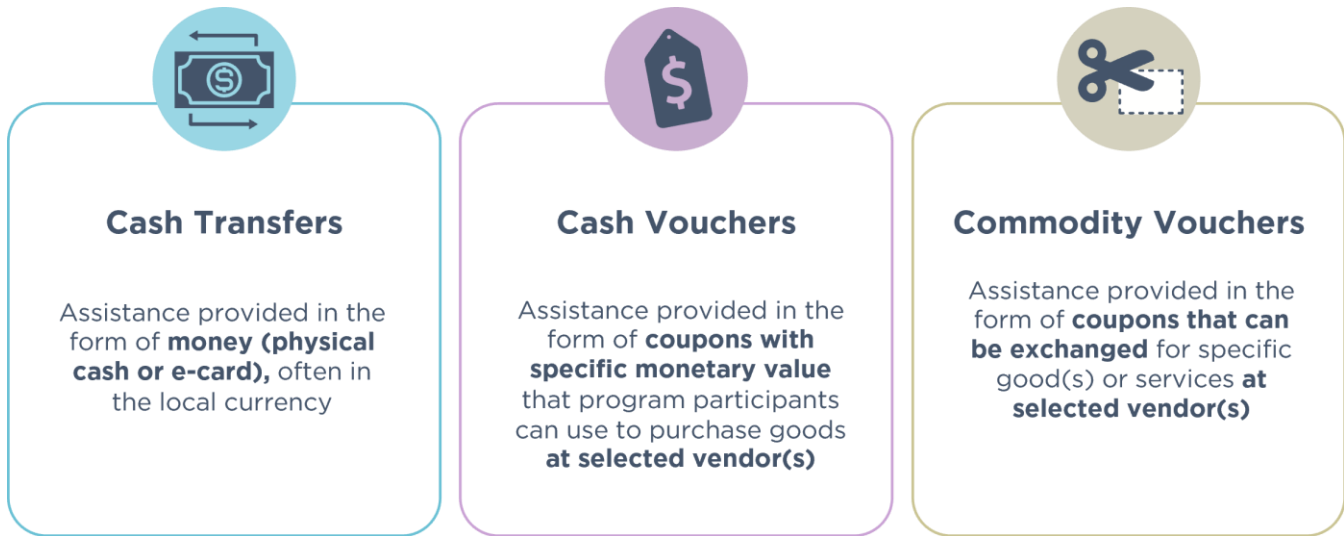 Cash Transfers
Assistance provided in the
form of money (physical
cash or e-card), often in
the local currency
Cash Vouchers
Assistance provided in the
form of coupons with
specific monetary value
that program participants
can use to purchase goods
at selected vendor(s)
Commodity Vouchers
Assistance provided in the
form of coupons that can
be exchanged for specific
good(s) or services at
selected vendor(s)